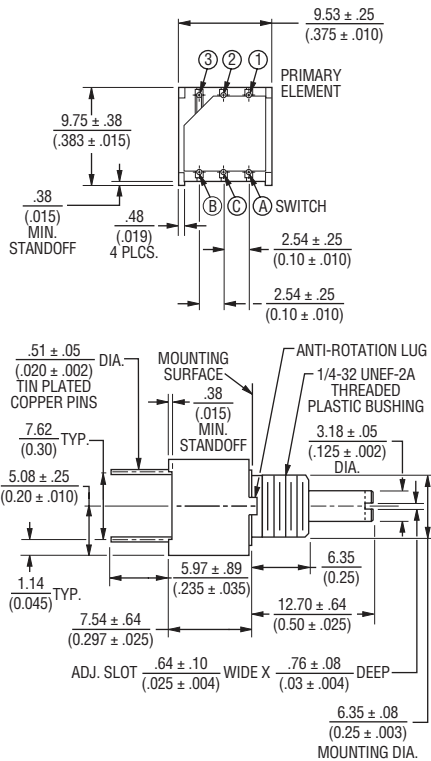 9.53 ± .25
(.375 ± .010)
3
2
1
PRIMARY
ELEMENT
9.75 ± .38
(.383 ± .015)
.38
(.015)
MIN.
STANDOFF
.48
(.019)
4 PLCS.
B
C
A
SWITCH
2.54 ± .25
(0.10 ± .010)
2.54 ± .25
(0.10 ± .010)
.51 ± .05
(.020 ± .002)
DIA.
TIN PLATED
COPPER PINS
MOUNTING
SURFACE
.38
(.015)
MIN.
STANDOFF
ANTI-ROTATION LUG
1/4-32 UNEF-2A
THREADED
PLASTIC BUSHING
7.62
(0.30)
TYP.
3.18 ± .05
(.125 ± .002)
DIA.
5.08 ± .25
(0.20 ± .010)
1.14
(0.045)
TYP.
5.97 ± .89
(.235 ± .035)
6.35
(0.25)
7.54 ± .64
(0.297 ± .025)
12.70 ± .64
(0.50 ± .025)
ADJ. SLOT .64 ± .10 WIDE X .76 ± .08 DEEP
(.025 ± .004) (.03 ± .004)
6.35 ± .08
(0.25 ± .003)
MOUNTING DIA.